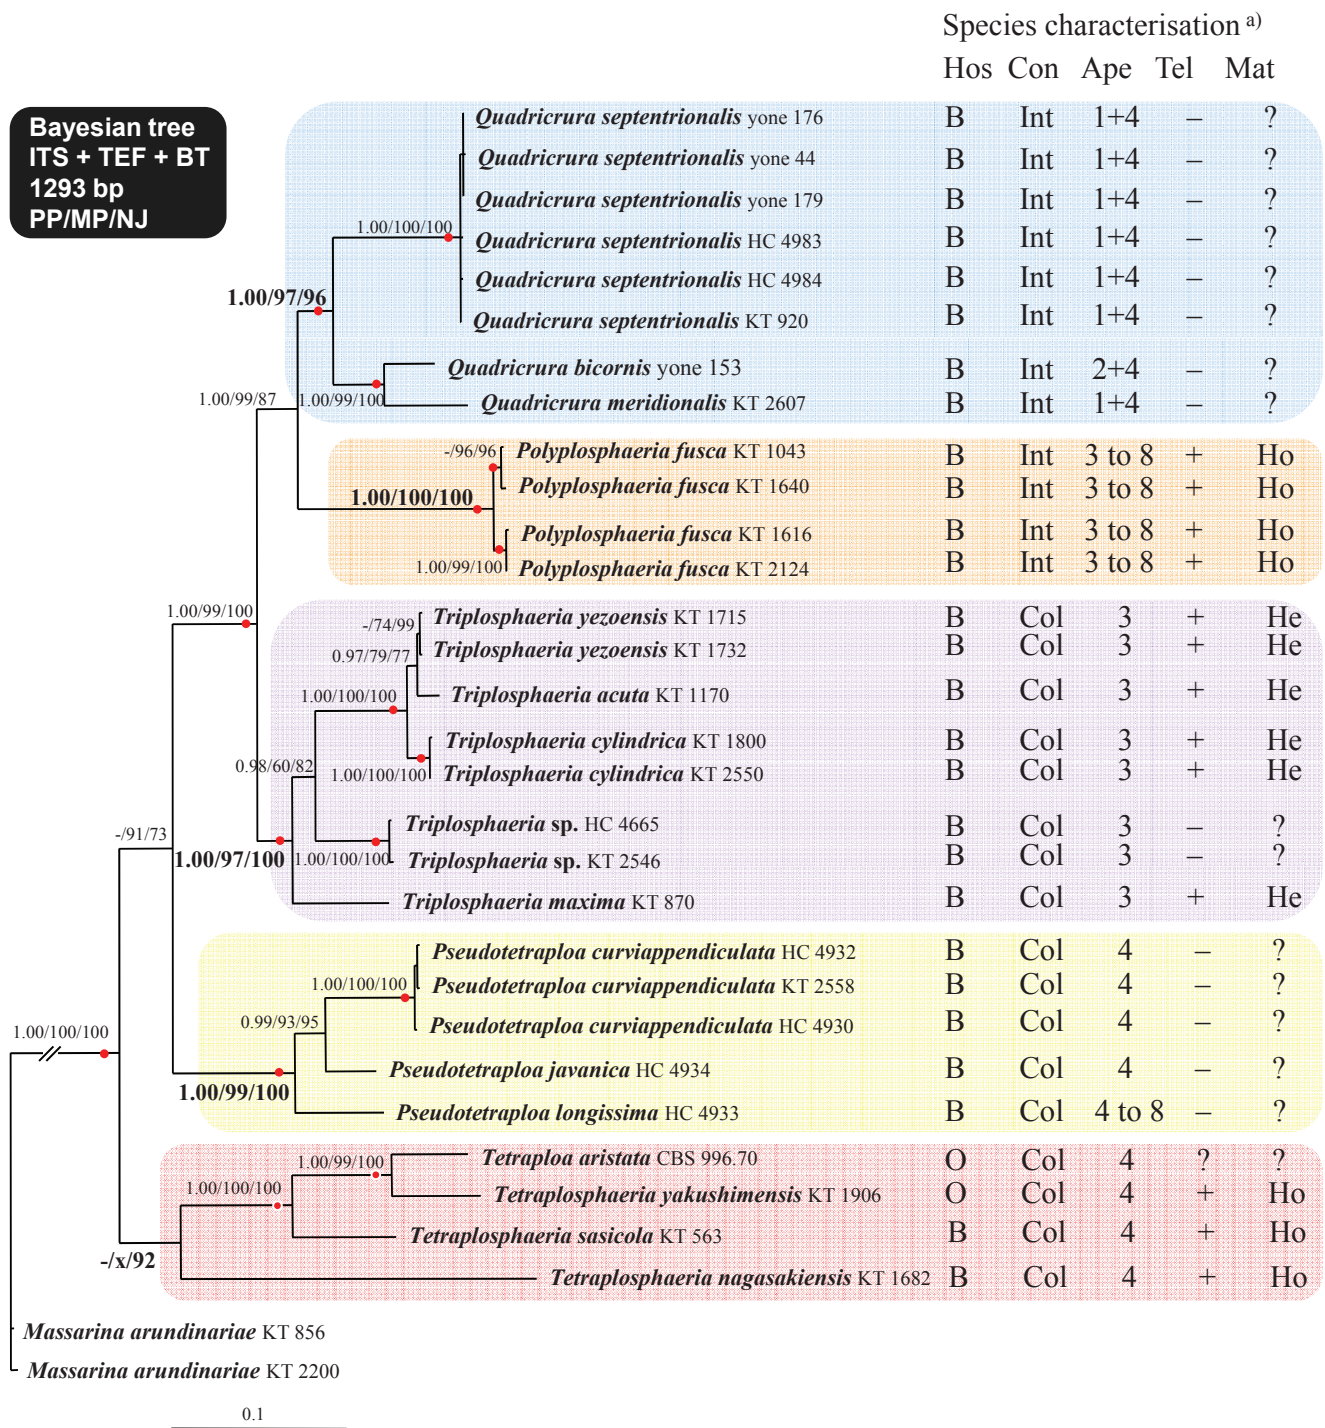 Species characterisation a)
Hos Con Ape Tel Mat
Bayesian tree
ITS + TEF + BT
1293 bp
PP/MP/NJ
Quadricrura septentrionalis yone 176 B Int 1+4 – ?
Quadricrura septentrionalis yone 44 B Int 1+4 – ?
Quadricrura septentrionalis yone 179 B Int 1+4 – ?
1.00/100/100
Quadricrura septentrionalis HC 4983 B Int 1+4 – ?
Quadricrura septentrionalis HC 4984 B Int 1+4 – ?
1.00/97/96
Quadricrura septentrionalis KT 920 B Int 1+4 – ?
Quadricrura bicornis yone 153 B Int 2+4 – ?
1.00/99/87
1.00/99/100
Quadricrura meridionalis KT 2607 B Int 1+4 – ?
-/96/96
Polyplosphaeria fusca KT 1043 B Int 3 to 8 + Ho
Polyplosphaeria fusca KT 1640 B Int 3 to 8 + Ho
1.00/100/100
Polyplosphaeria fusca KT 1616 B Int 3 to 8 + Ho
1.00/99/100
Polyplosphaeria fusca KT 2124 B Int 3 to 8 + Ho
1.00/99/100
Triplosphaeria yezoensis KT 1715 B Col 3 + He
-/74/99
Triplosphaeria yezoensis KT 1732 B Col 3 + He
0.97/79/77
1.00/100/100
Triplosphaeria acuta KT 1170 B Col 3 + He
Triplosphaeria cylindrica KT 1800 B Col 3 + He
0.98/60/82
1.00/100/100
Triplosphaeria cylindrica KT 2550 B Col 3 + He
Triplosphaeria sp. HC 4665 B Col 3 – ?
-/91/73
1.00/97/100
1.00/100/100
Triplosphaeria sp. KT 2546 B Col 3 – ?
Triplosphaeria maxima KT 870 B Col 3 + He
Pseudotetraploa curviappendiculata HC 4932 B Col 4 – ?
1.00/100/100
Pseudotetraploa curviappendiculata KT 2558 B Col 4 – ?
0.99/93/95
Pseudotetraploa curviappendiculata HC 4930 B Col 4 – ?
1.00/100/100
Pseudotetraploa javanica HC 4934 B Col 4 – ?
1.00/99/100
Pseudotetraploa longissima HC 4933 B Col 4 to 8 – ?
1.00/99/100
Tetraploa aristata CBS 996.70 O Col 4 ? ?
1.00/100/100
Tetraplosphaeria yakushimensis KT 1906 O Col 4 + Ho
Tetraplosphaeria sasicola KT 563 B Col 4 + Ho
-/x/92
Tetraplosphaeria nagasakiensis KT 1682 B Col 4 + Ho
Massarina arundinariae KT 856
Massarina arundinariae KT 2200
0.1